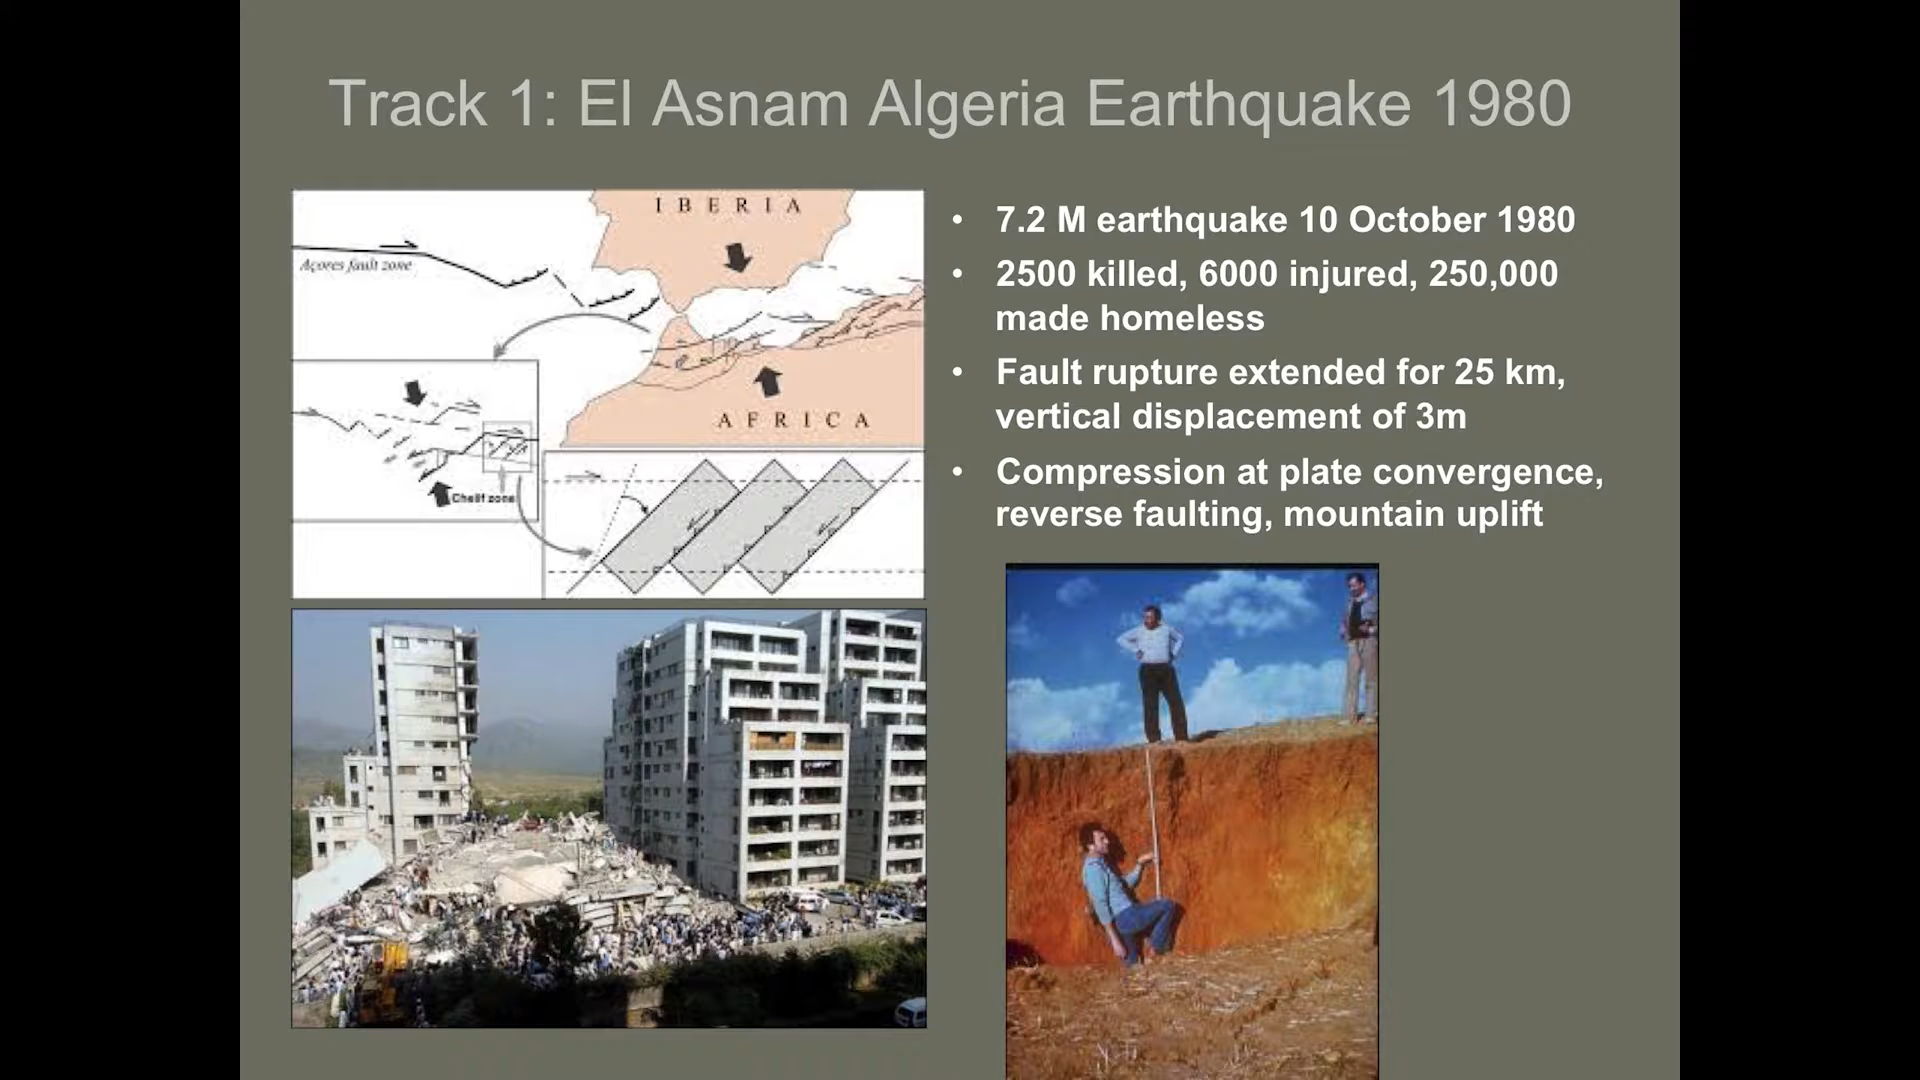 Track 1: El Asnam Algeria Earthquake 1980
I B E R I A
Açores fault zone
A F R I C A
Chelif zone
• 7.2 M earthquake 10 October 1980
• 2500 killed, 6000 injured, 250,000
made homeless
• Fault rupture extended for 25 km,
vertical displacement of 3m
• Compression at plate convergence,
reverse faulting, mountain uplift